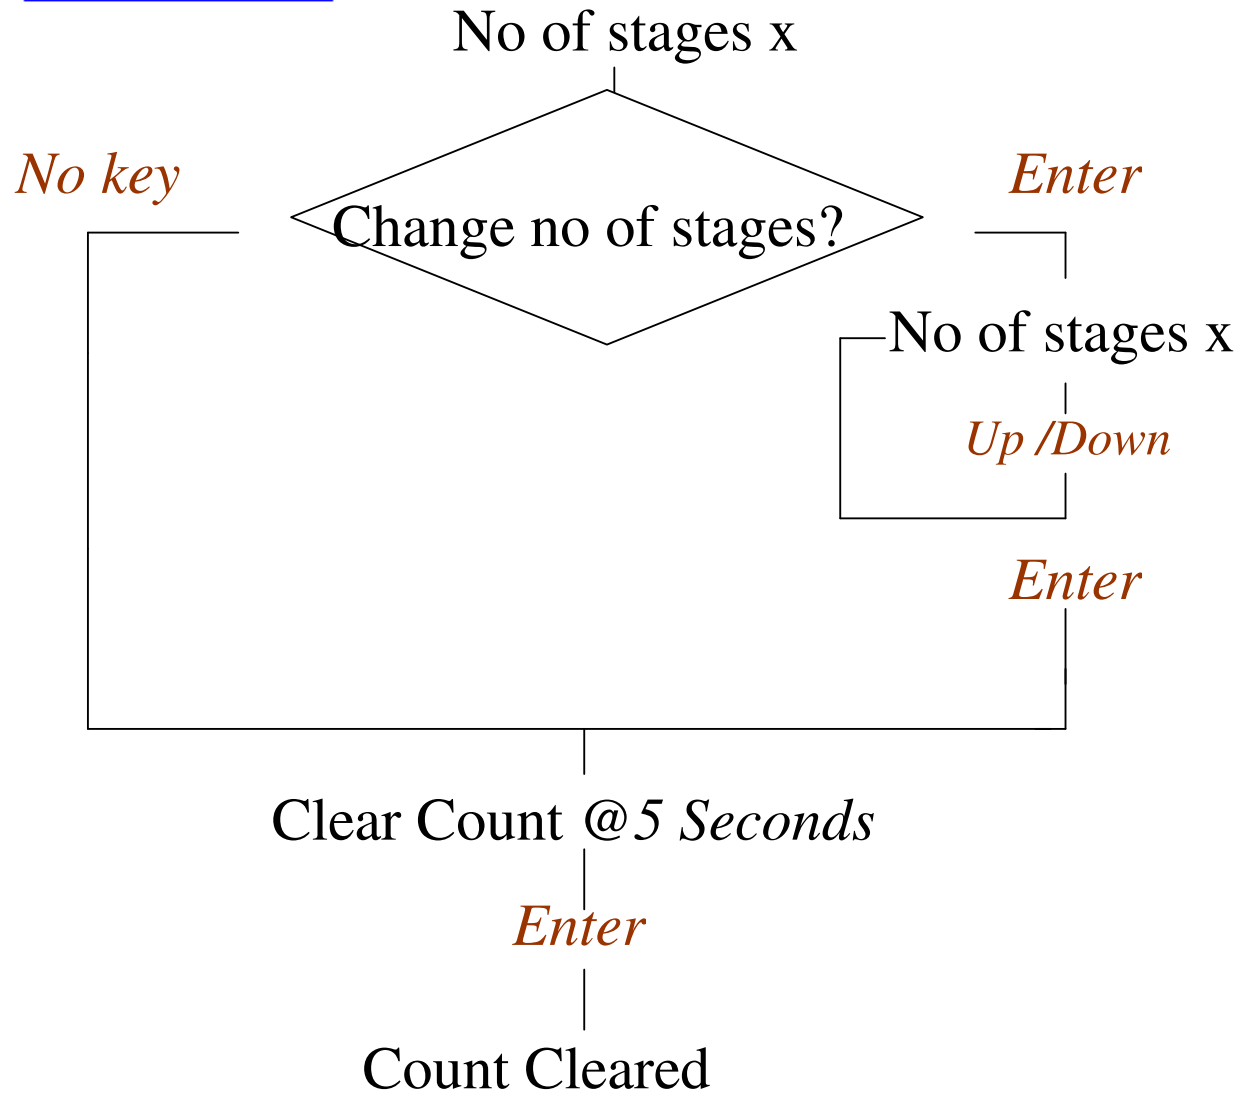 No of stages x
No key
Enter
Change no of stages?
No of stages x
Up /Down
Enter
Clear Count @5 Seconds
Enter
Count Cleared